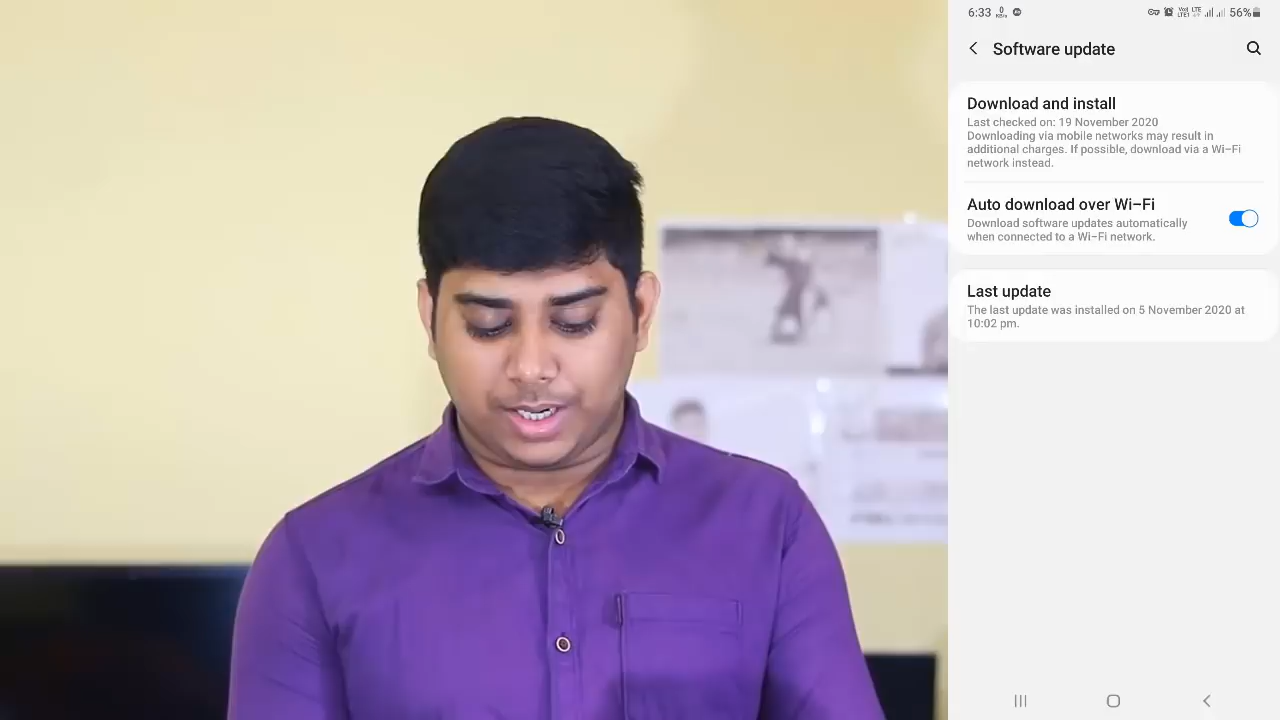 6:33 0 KB/s 56%
Software update
Download and install
Last checked on: 19 November 2020
Downloading via mobile networks may result in
additional charges. If possible, download via a Wi-Fi
network instead.
Auto download over Wi-Fi
Download software updates automatically
when connected to a Wi-Fi network.
Last update
The last update was installed on 5 November 2020 at
10:02 pm.